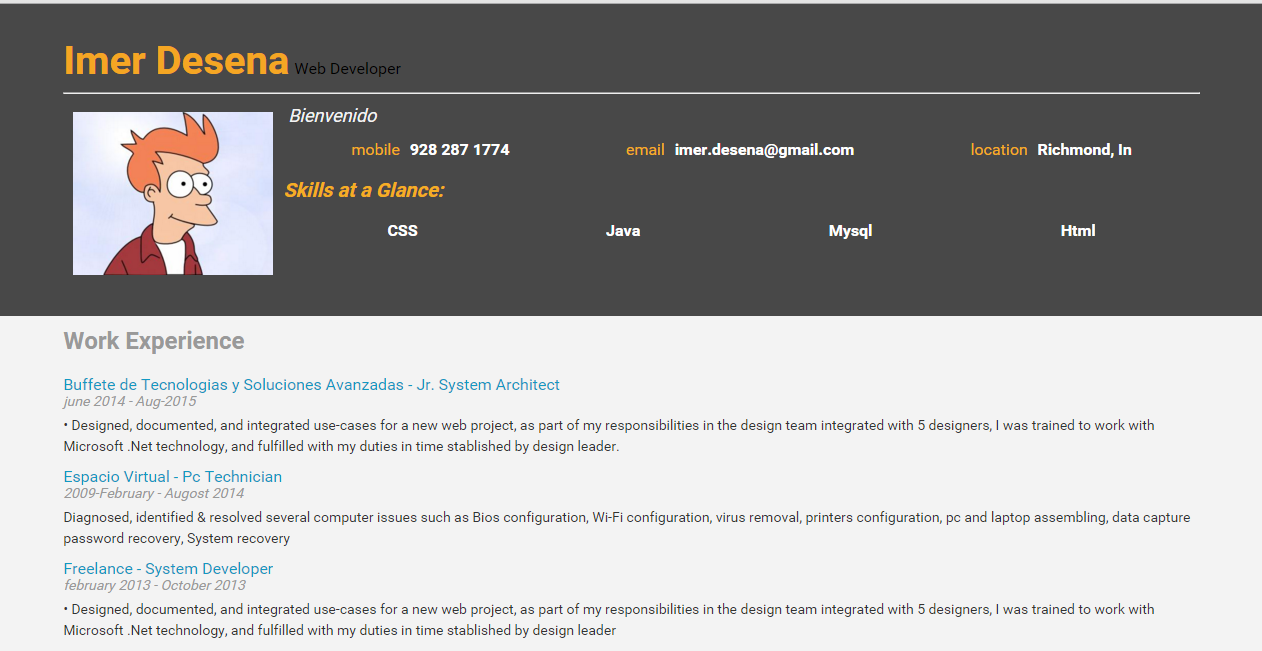 Imer Desena Web Developer
Bienvenido
mobile 928 287 1774 email imer.desena@gmail.com location Richmond, In
Skills at a Glance:
CSS Java Mysql Html
Work Experience
Buffete de Tecnologias y Soluciones Avanzadas - Jr. System Architect
june 2014 - Aug-2015
• Designed, documented, and integrated use-cases for a new web project, as part of my responsibilities in the design team integrated with 5 designers, I was trained to work with
Microsoft .Net technology, and fulfilled with my duties in time stablished by design leader.
Espacio Virtual - Pc Technician
2009-February - Augost 2014
Diagnosed, identified & resolved several computer issues such as Bios configuration, Wi-Fi configuration, virus removal, printers configuration, pc and laptop assembling, data capture
password recovery, System recovery
Freelance - System Developer
february 2013 - October 2013
• Designed, documented, and integrated use-cases for a new web project, as part of my responsibilities in the design team integrated with 5 designers, I was trained to work with
Microsoft .Net technology, and fulfilled with my duties in time stablished by design leader